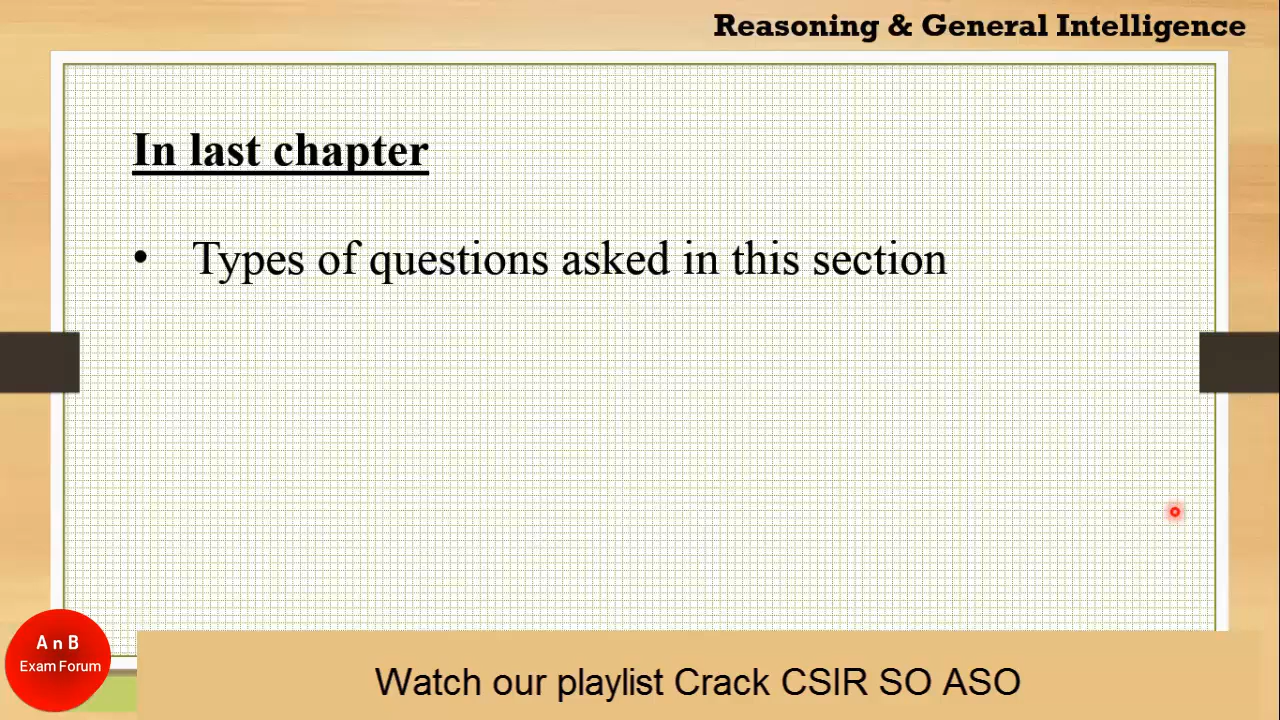 Reasoning & General Intelligence
In last chapter
• Types of questions asked in this section
A n B
Exam Forum
Watch our playlist Crack CSIR SO ASO